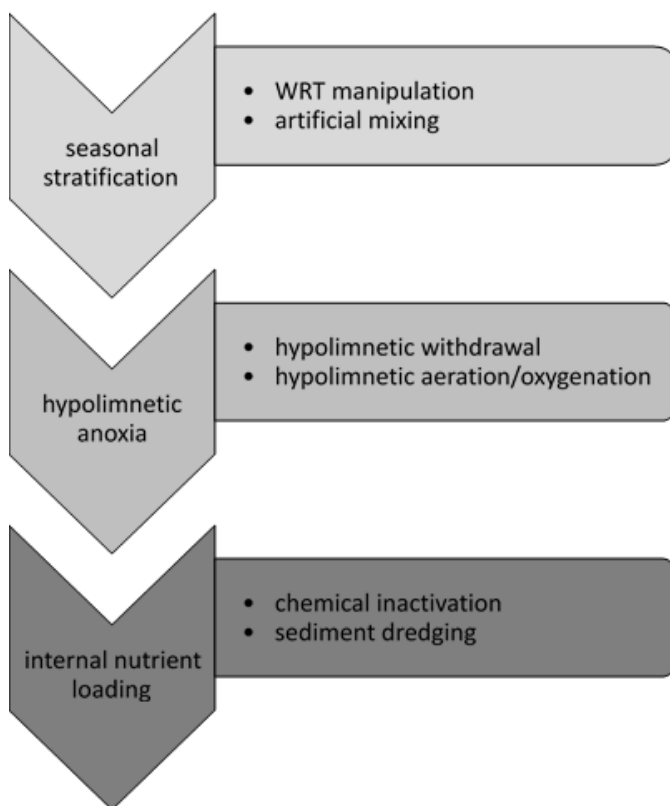 seasonal
stratification
• WRT manipulation
• artificial mixing
hypolimnetic
anoxia
• hypolimnetic withdrawal
• hypolimnetic aeration/oxygenation
internal nutrient
loading
• chemical inactivation
• sediment dredging